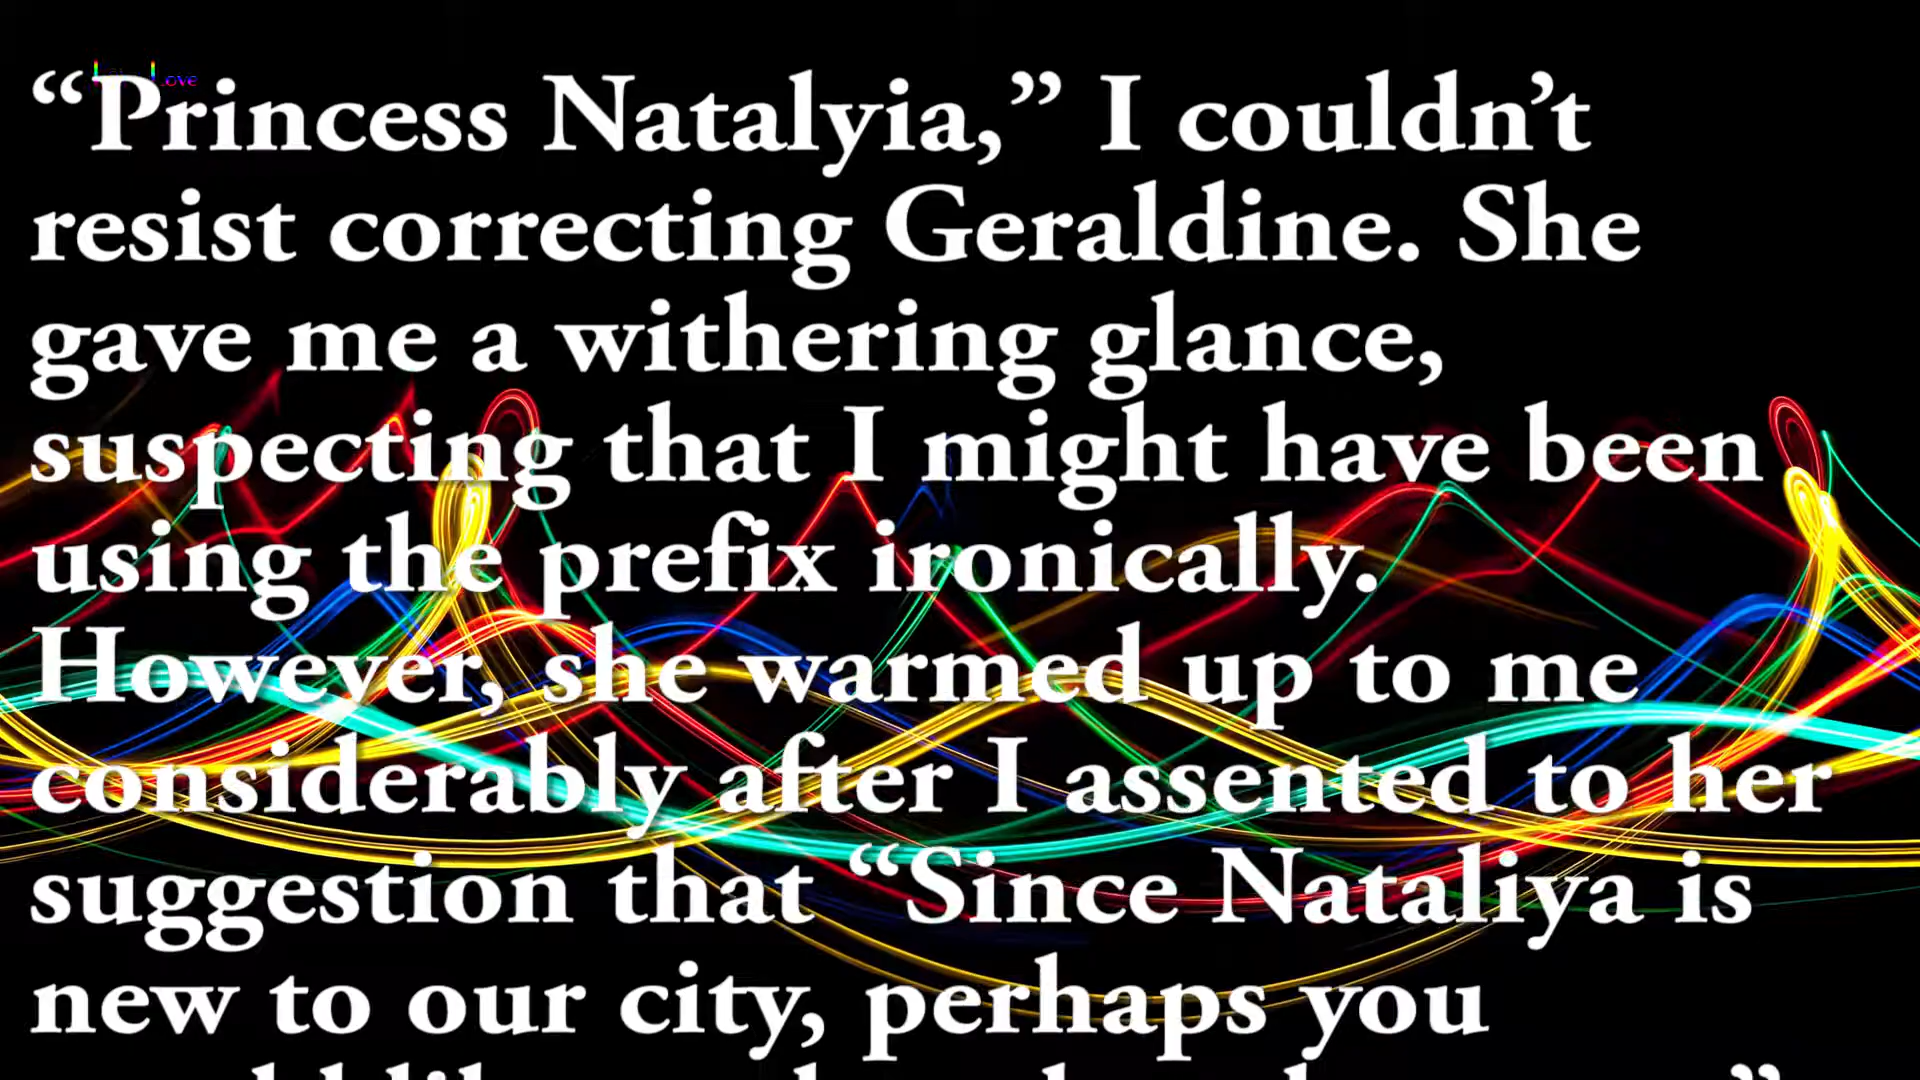 “Princess Natalyia,” I couldn’t
resist correcting Geraldine. She
gave me a withering glance,
suspecting that I might have been
using the prefix ironically.
However, she warmed up to me
considerably after I assented to her
suggestion that “Since Nataliya is
new to our city, perhaps you